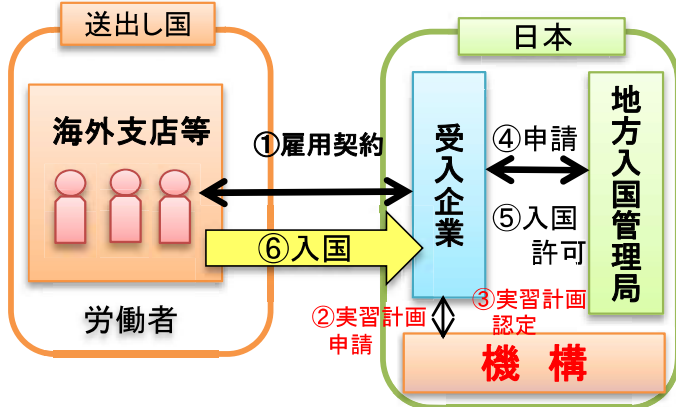 送出し国
日本
海外支店等
労働者
①雇用契約
⑥入国
受入企業
④申請
⑤入国
許可
地方入国管理局
②実習計画
申請
③実習計画
認定
機 構